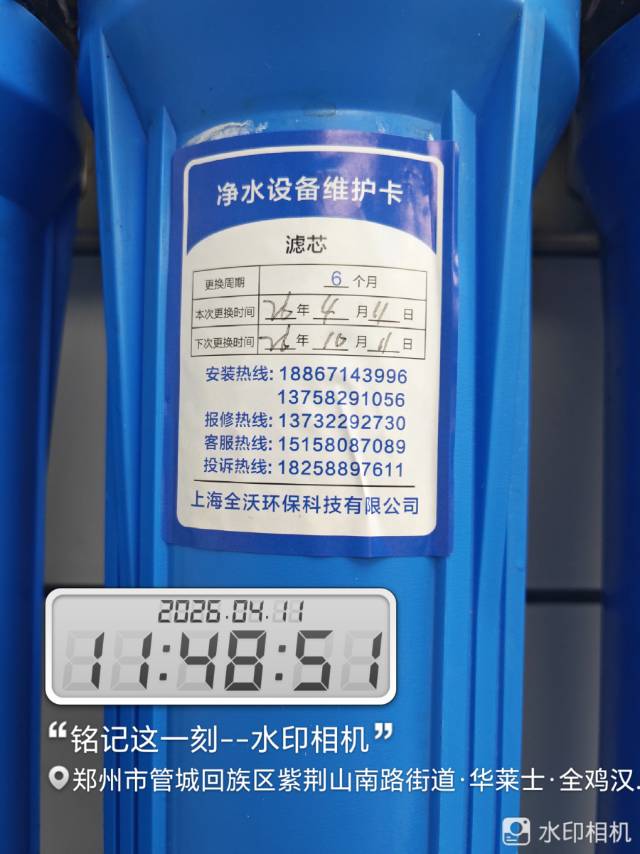 净水设备维护卡
滤芯
更换周期 6 个月
本次更换时间 26 年 4 月 11 日
下次更换时间 26 年 10 月 11 日
安装热线: 18867143996
13758291056
报修热线: 13732292730
客服热线: 15158087089
投诉热线: 18258897611
上海全沃环保科技有限公司
2026.04.11
11:48:51
“铭记这一刻--水印相机”
郑州市管城回族区紫荆山南路街道·华莱士·全鸡汉...
水印相机